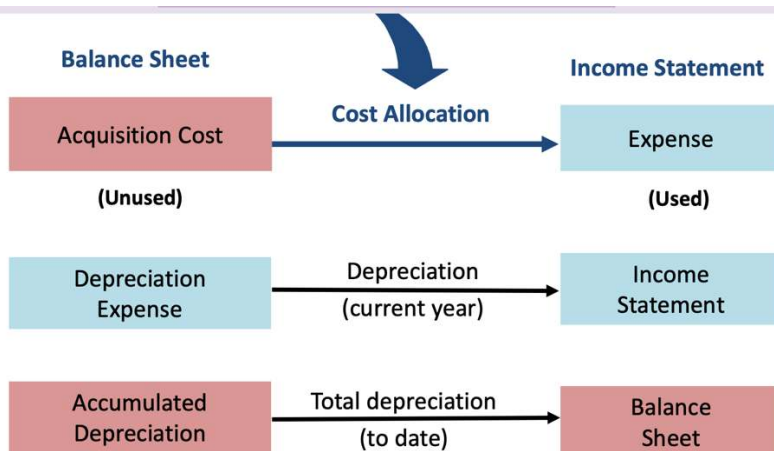 Balance Sheet
Income Statement
Cost Allocation
Acquisition Cost
Expense
(Unused)
(Used)
Depreciation
Expense
Depreciation
(current year)
Income
Statement
Accumulated
Depreciation
Total depreciation
(to date)
Balance
Sheet